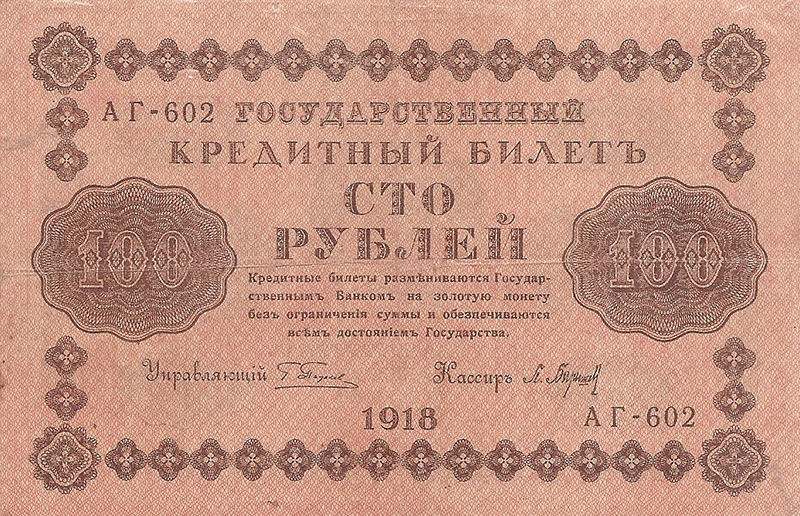 АГ-602 ГОСУДАРСТВЕННЫЙ
КРЕДИТНЫЙ БИЛЕТЪ
СТО
РУБЛЕЙ
100
100
Кредитные билеты размѣниваются Государ-
ственнымъ Банкомъ на золотую монету
безъ ограниченія суммы и обезпечиваются
всѣмъ достояніемъ Государства.
Управляющій
Кассиръ
1918
АГ-602